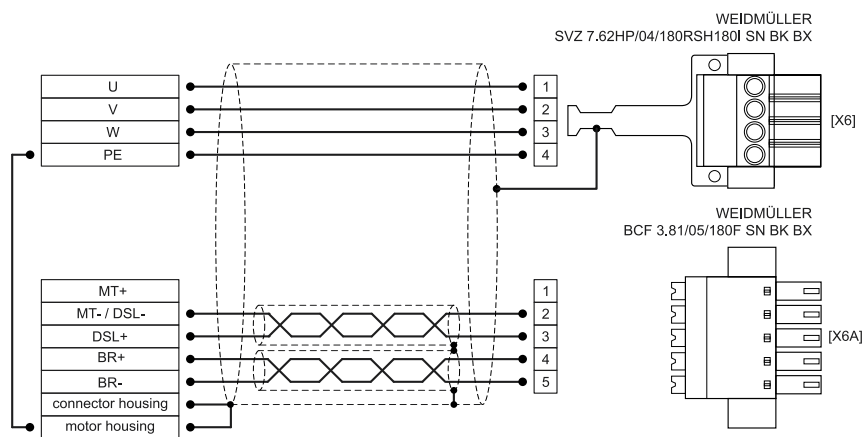 WEIDMÜLLER
SVZ 7.62HP/04/180RSH180I SN BK BX
U
V
W
PE
1
2
3
4
[X6]
WEIDMÜLLER
BCF 3.81/05/180F SN BK BX
MT+
MT- / DSL-
DSL+
BR+
BR-
connector housing
motor housing
1
2
3
4
5
[X6A]